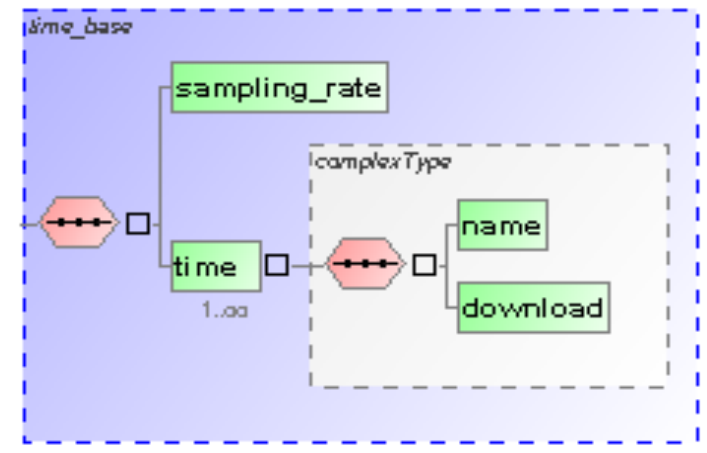 time_base
sampling_rate
complexType
name
time
download
1..∞